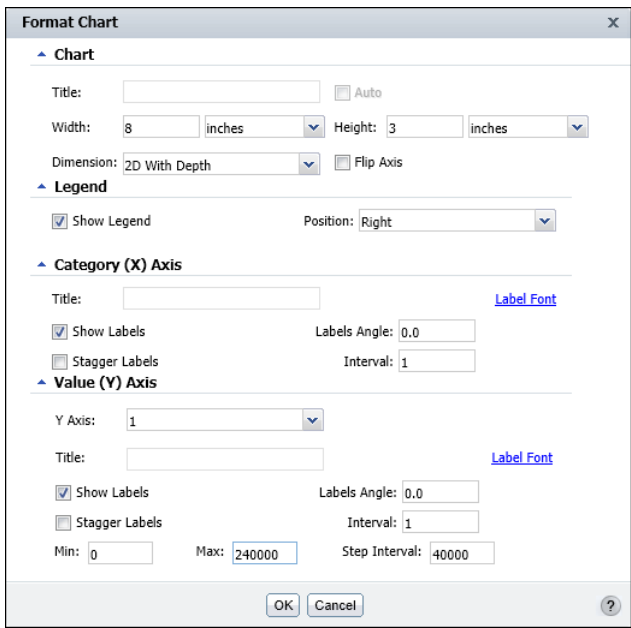 Format Chart x
Chart
Title: Auto
Width: 8 inches Height: 3 inches
Dimension: 2D With Depth Flip Axis
Legend
Show Legend Position: Right
Category (X) Axis
Title: Label Font
Show Labels Labels Angle: 0.0
Stagger Labels Interval: 1
Value (Y) Axis
Y Axis: 1
Title: Label Font
Show Labels Labels Angle: 0.0
Stagger Labels Interval: 1
Min: 0 Max: 240000 Step Interval: 40000
OK Cancel ?